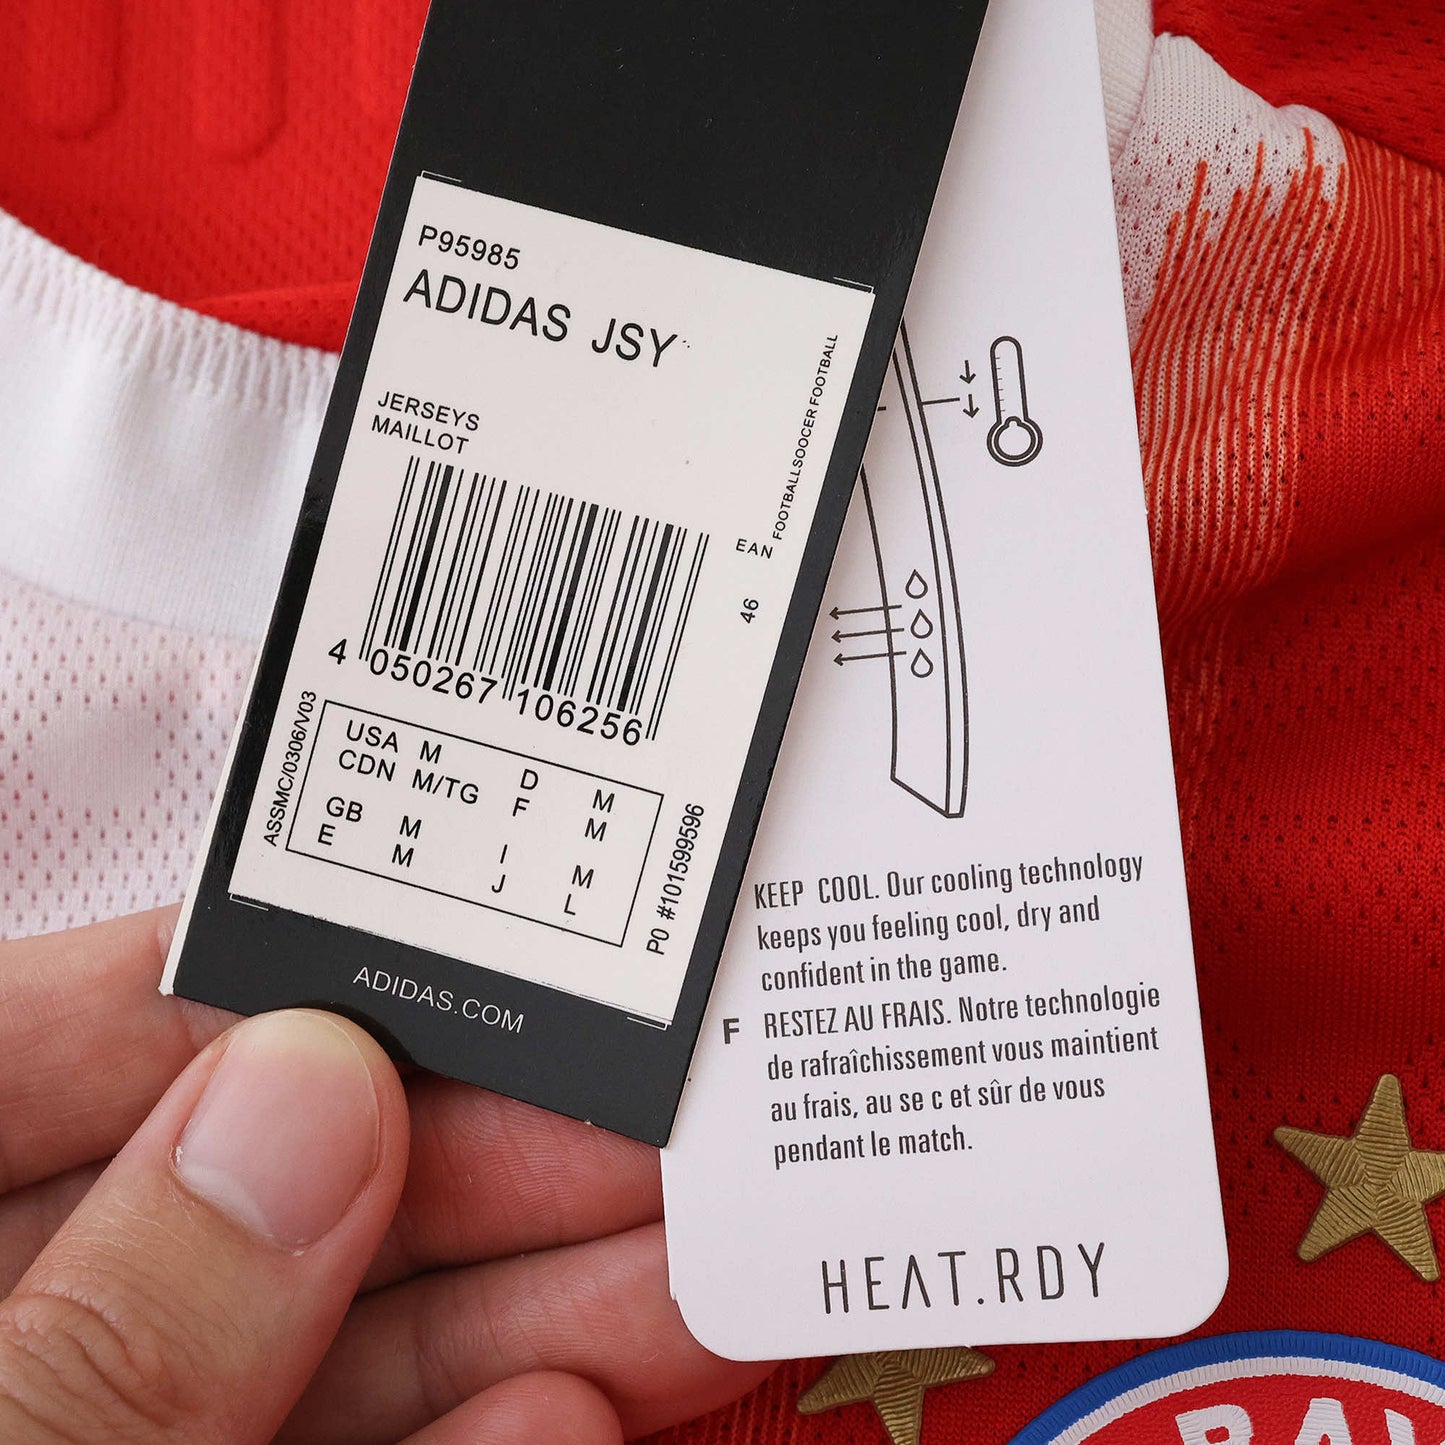 P95985
ADIDAS JSY
JERSEYS
MAILLOT
FOOTBALLSOOCER FOOTBALL
EAN
46
4 050267 106256
ASSMC/0306/V03
USA M D M
CDN M/TG F M
GB M I M
E M J L
PO #101599596
ADIDAS.COM
KEEP COOL. Our cooling technology
keeps you feeling cool, dry and
confident in the game.
F RESTEZ AU FRAIS. Notre technologie
de rafraîchissement vous maintient
au frais, au se c et sûr de vous
pendant le match.
HEAT.RDY